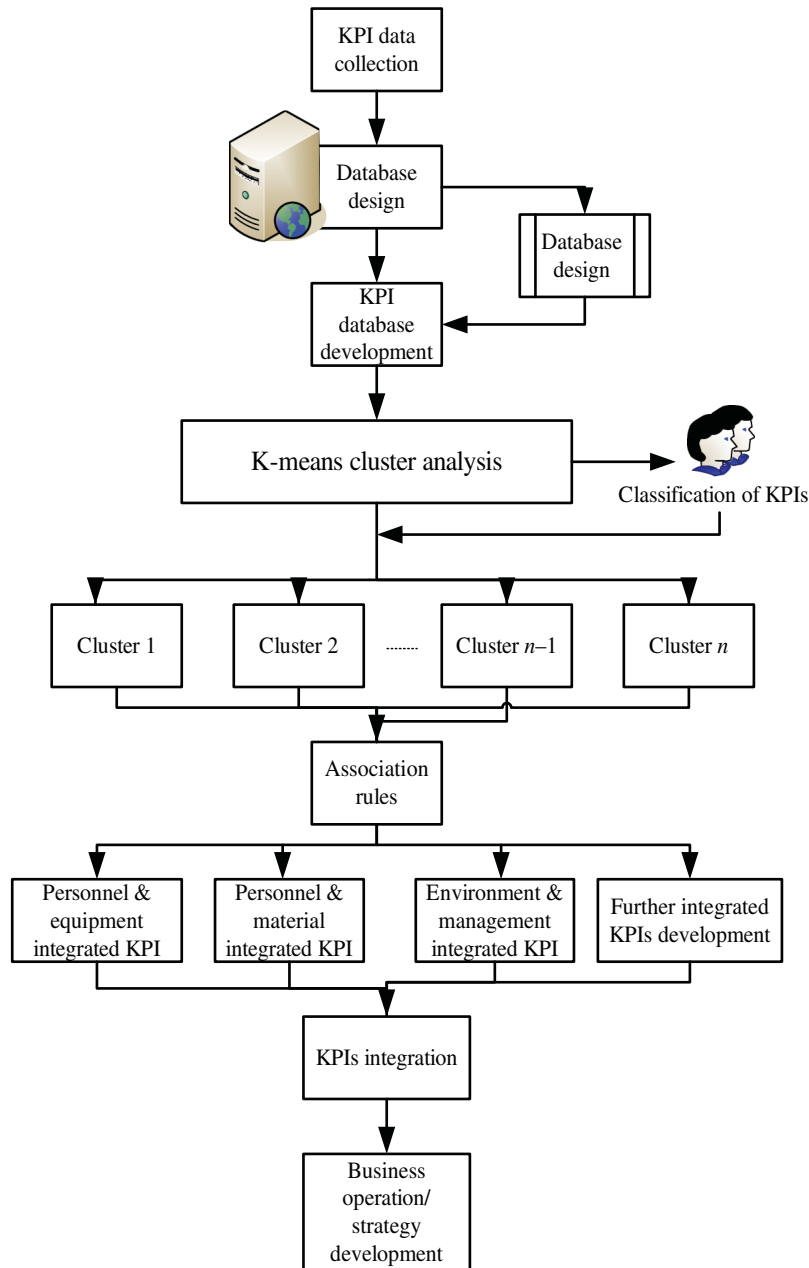 KPI data
collection
Database
design
Database
design
KPI
database
development
K-means cluster analysis
Classification of KPIs
Cluster 1
Cluster 2
........
Cluster n–1
Cluster n
Association
rules
Personnel &
equipment
integrated KPI
Personnel &
material
integrated KPI
Environment &
management
integrated KPI
Further integrated
KPIs development
KPIs integration
Business
operation/
strategy
development